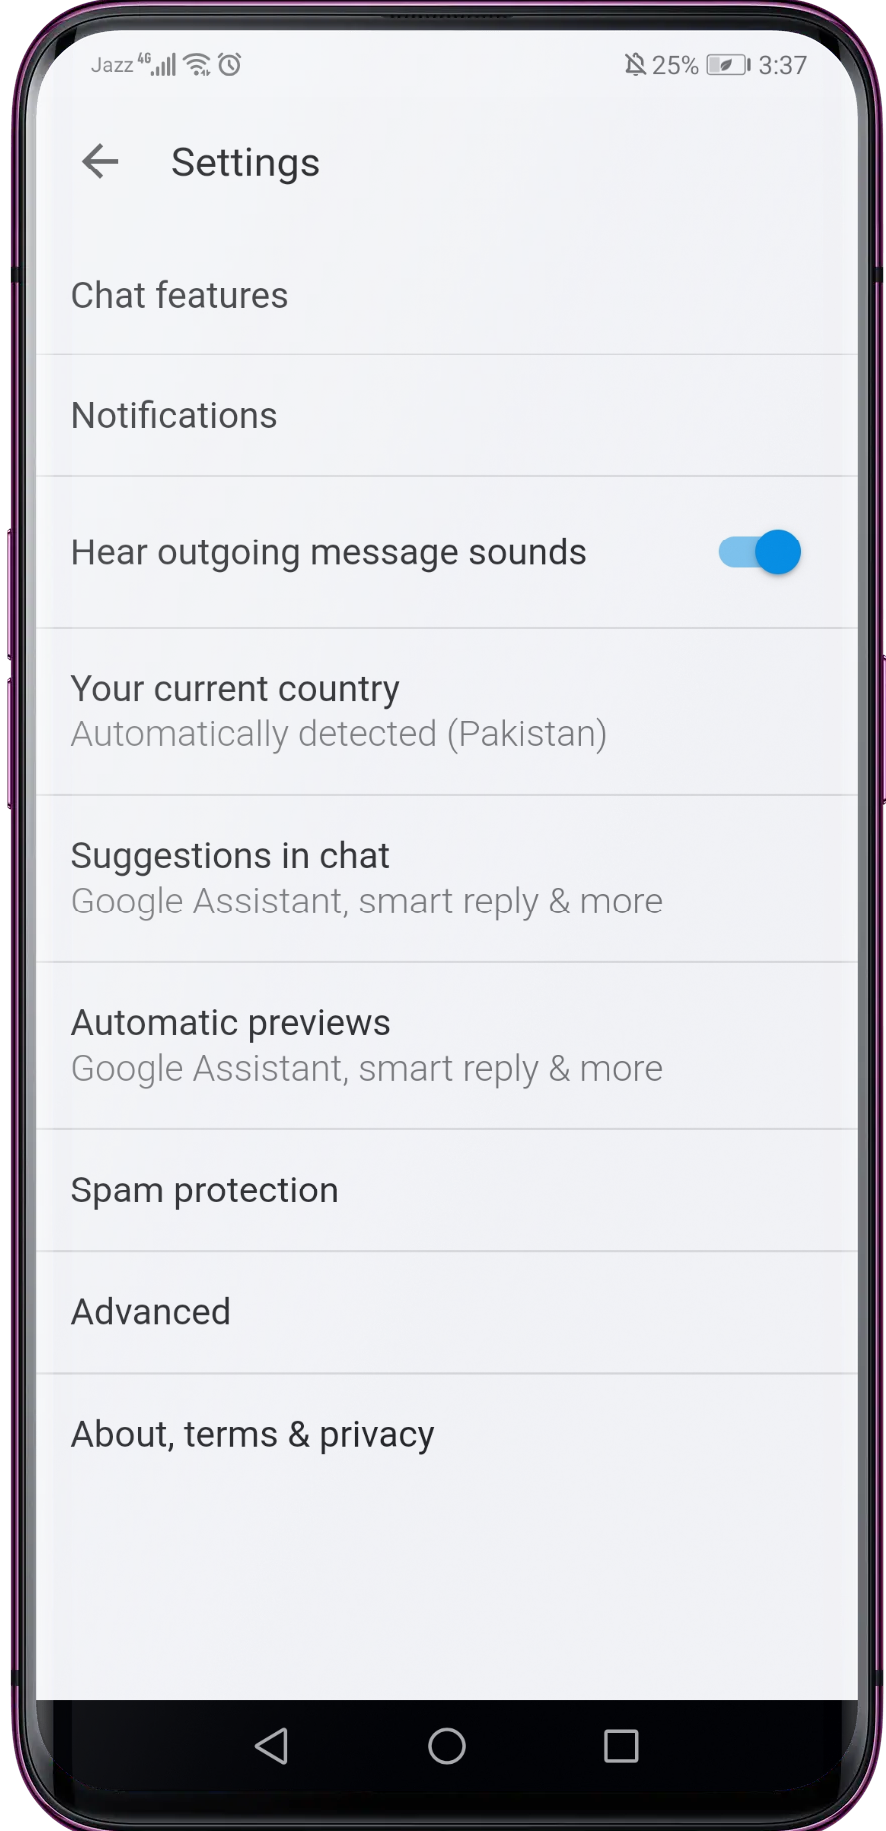 Jazz 4G 25% 3:37
Settings
Chat features
Notifications
Hear outgoing message sounds
Your current country
Automatically detected (Pakistan)
Suggestions in chat
Google Assistant, smart reply & more
Automatic previews
Google Assistant, smart reply & more
Spam protection
Advanced
About, terms & privacy